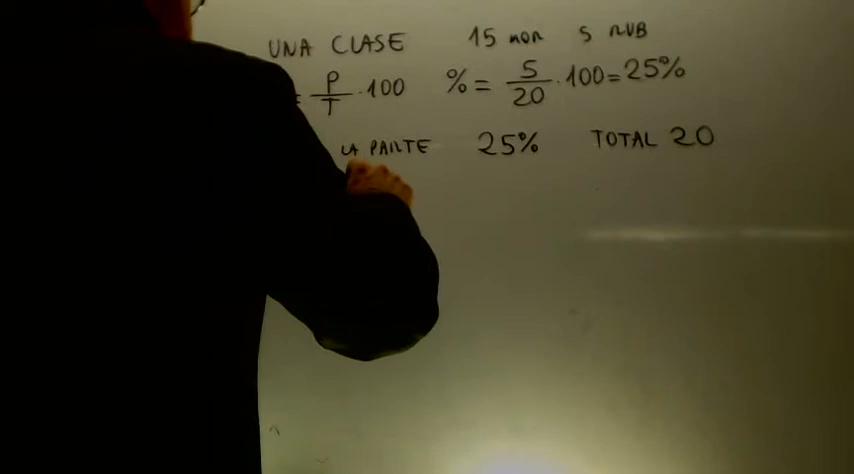 UNA CLASE 15 MOR 5 RUB
= P/T · 100 % = 5/20 · 100 = 25%
LA PARTE 25% TOTAL 20